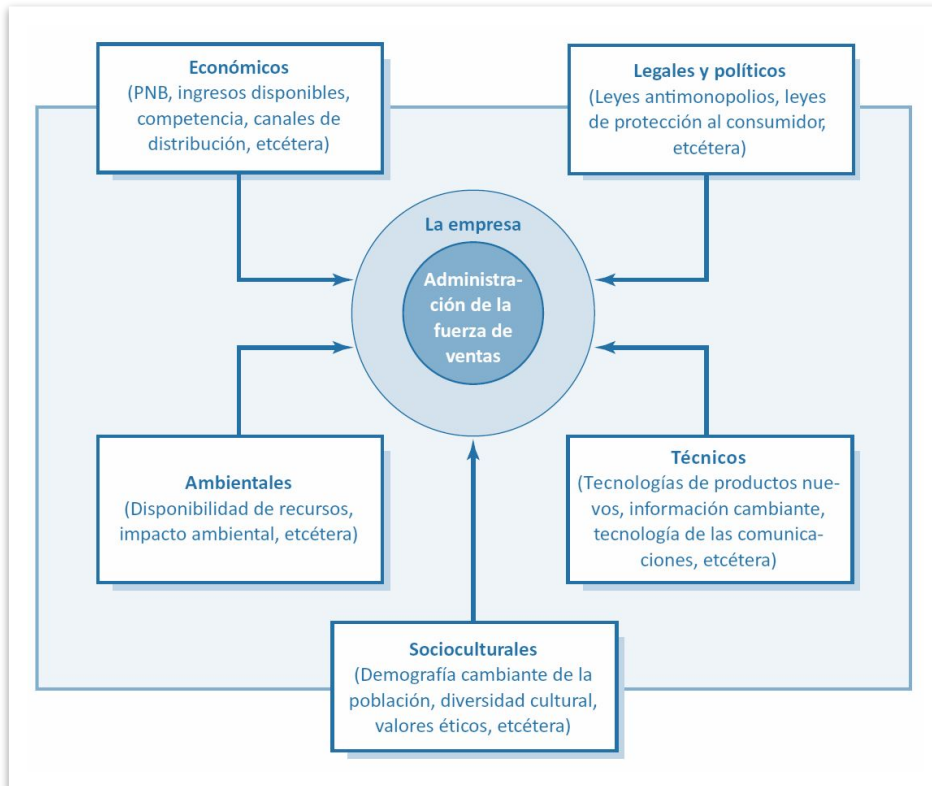 Económicos
(PNB, ingresos disponibles,
competencia, canales de
distribución, etcétera)
Legales y políticos
(Leyes antimonopolios, leyes
de protección al consumidor,
etcétera)
La empresa
Administra-
ción de la
fuerza de
ventas
Ambientales
(Disponibilidad de recursos,
impacto ambiental, etcétera)
Técnicos
(Tecnologías de productos nue-
vos, información cambiante,
tecnología de las comunica-
ciones, etcétera)
Socioculturales
(Demografía cambiante de la
población, diversidad cultural,
valores éticos, etcétera)